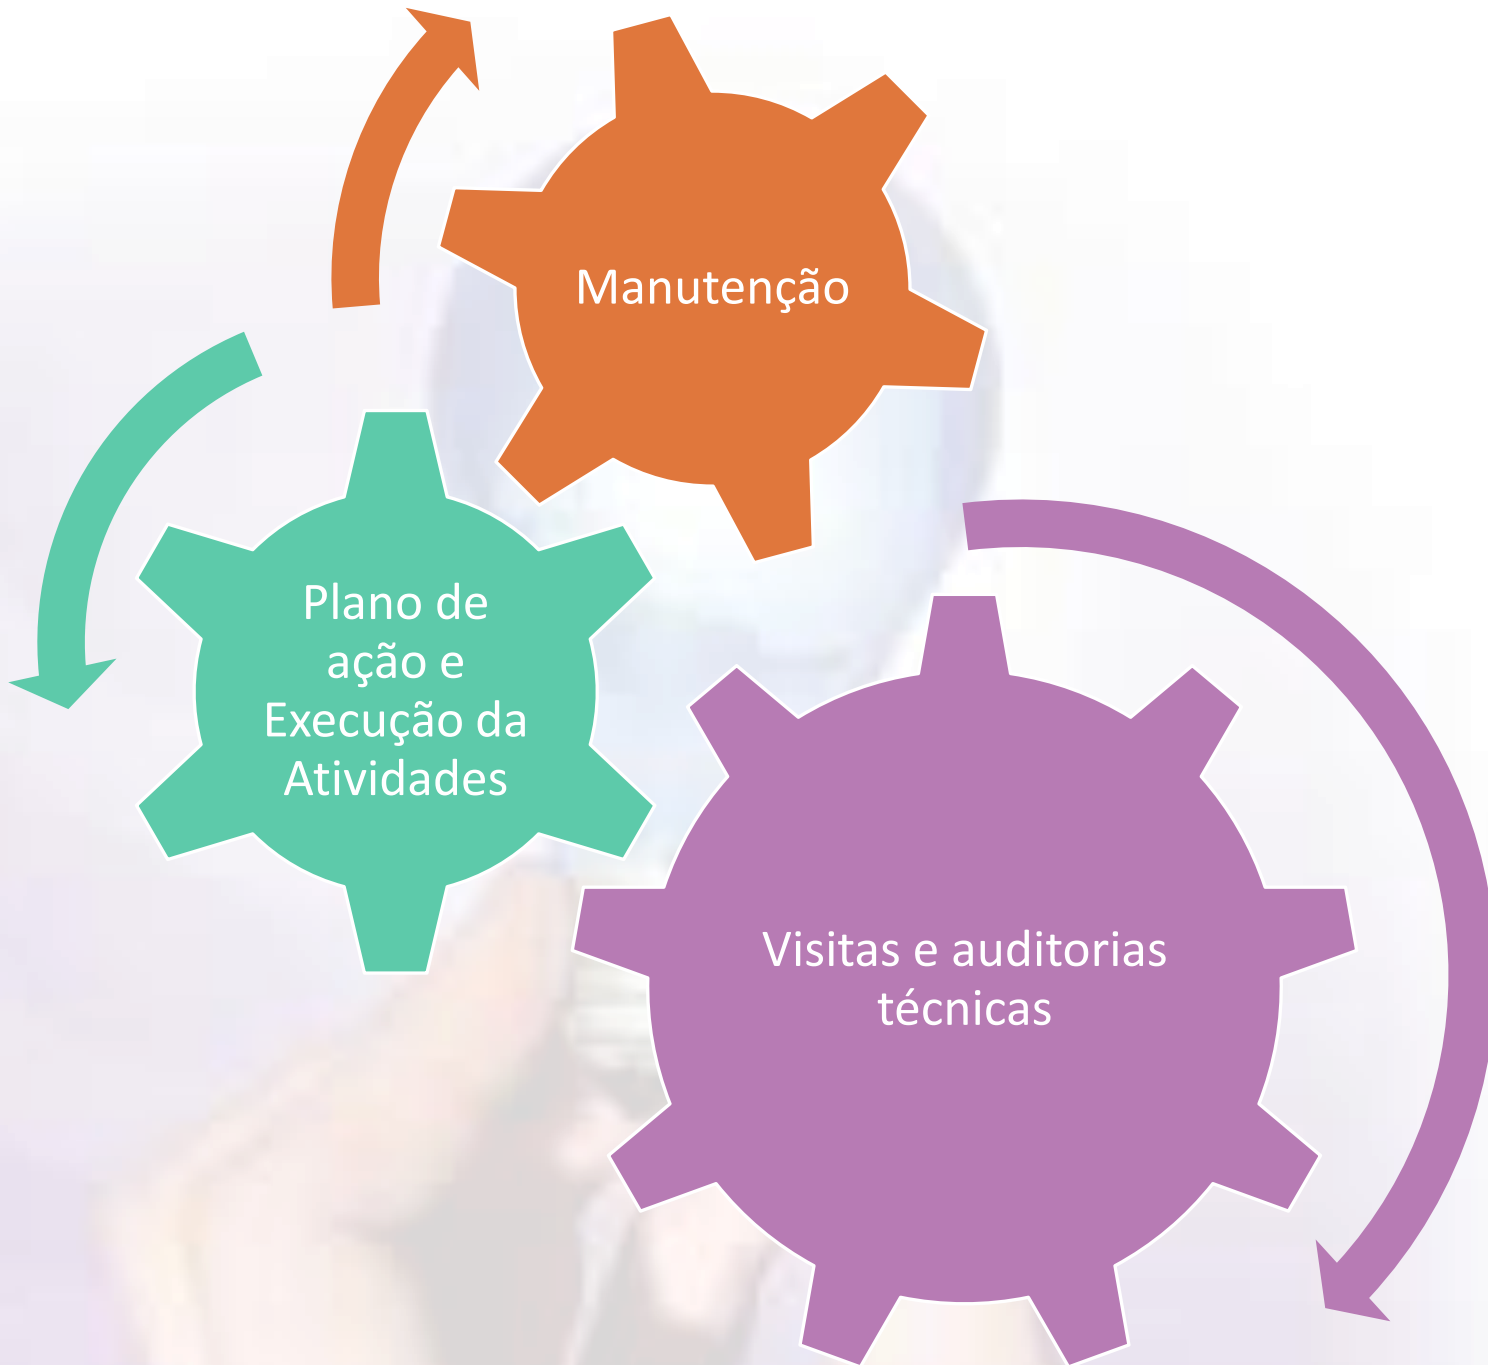 Manutenção
Plano de
ação e
Execução da
Atividades
Visitas e auditorias
técnicas